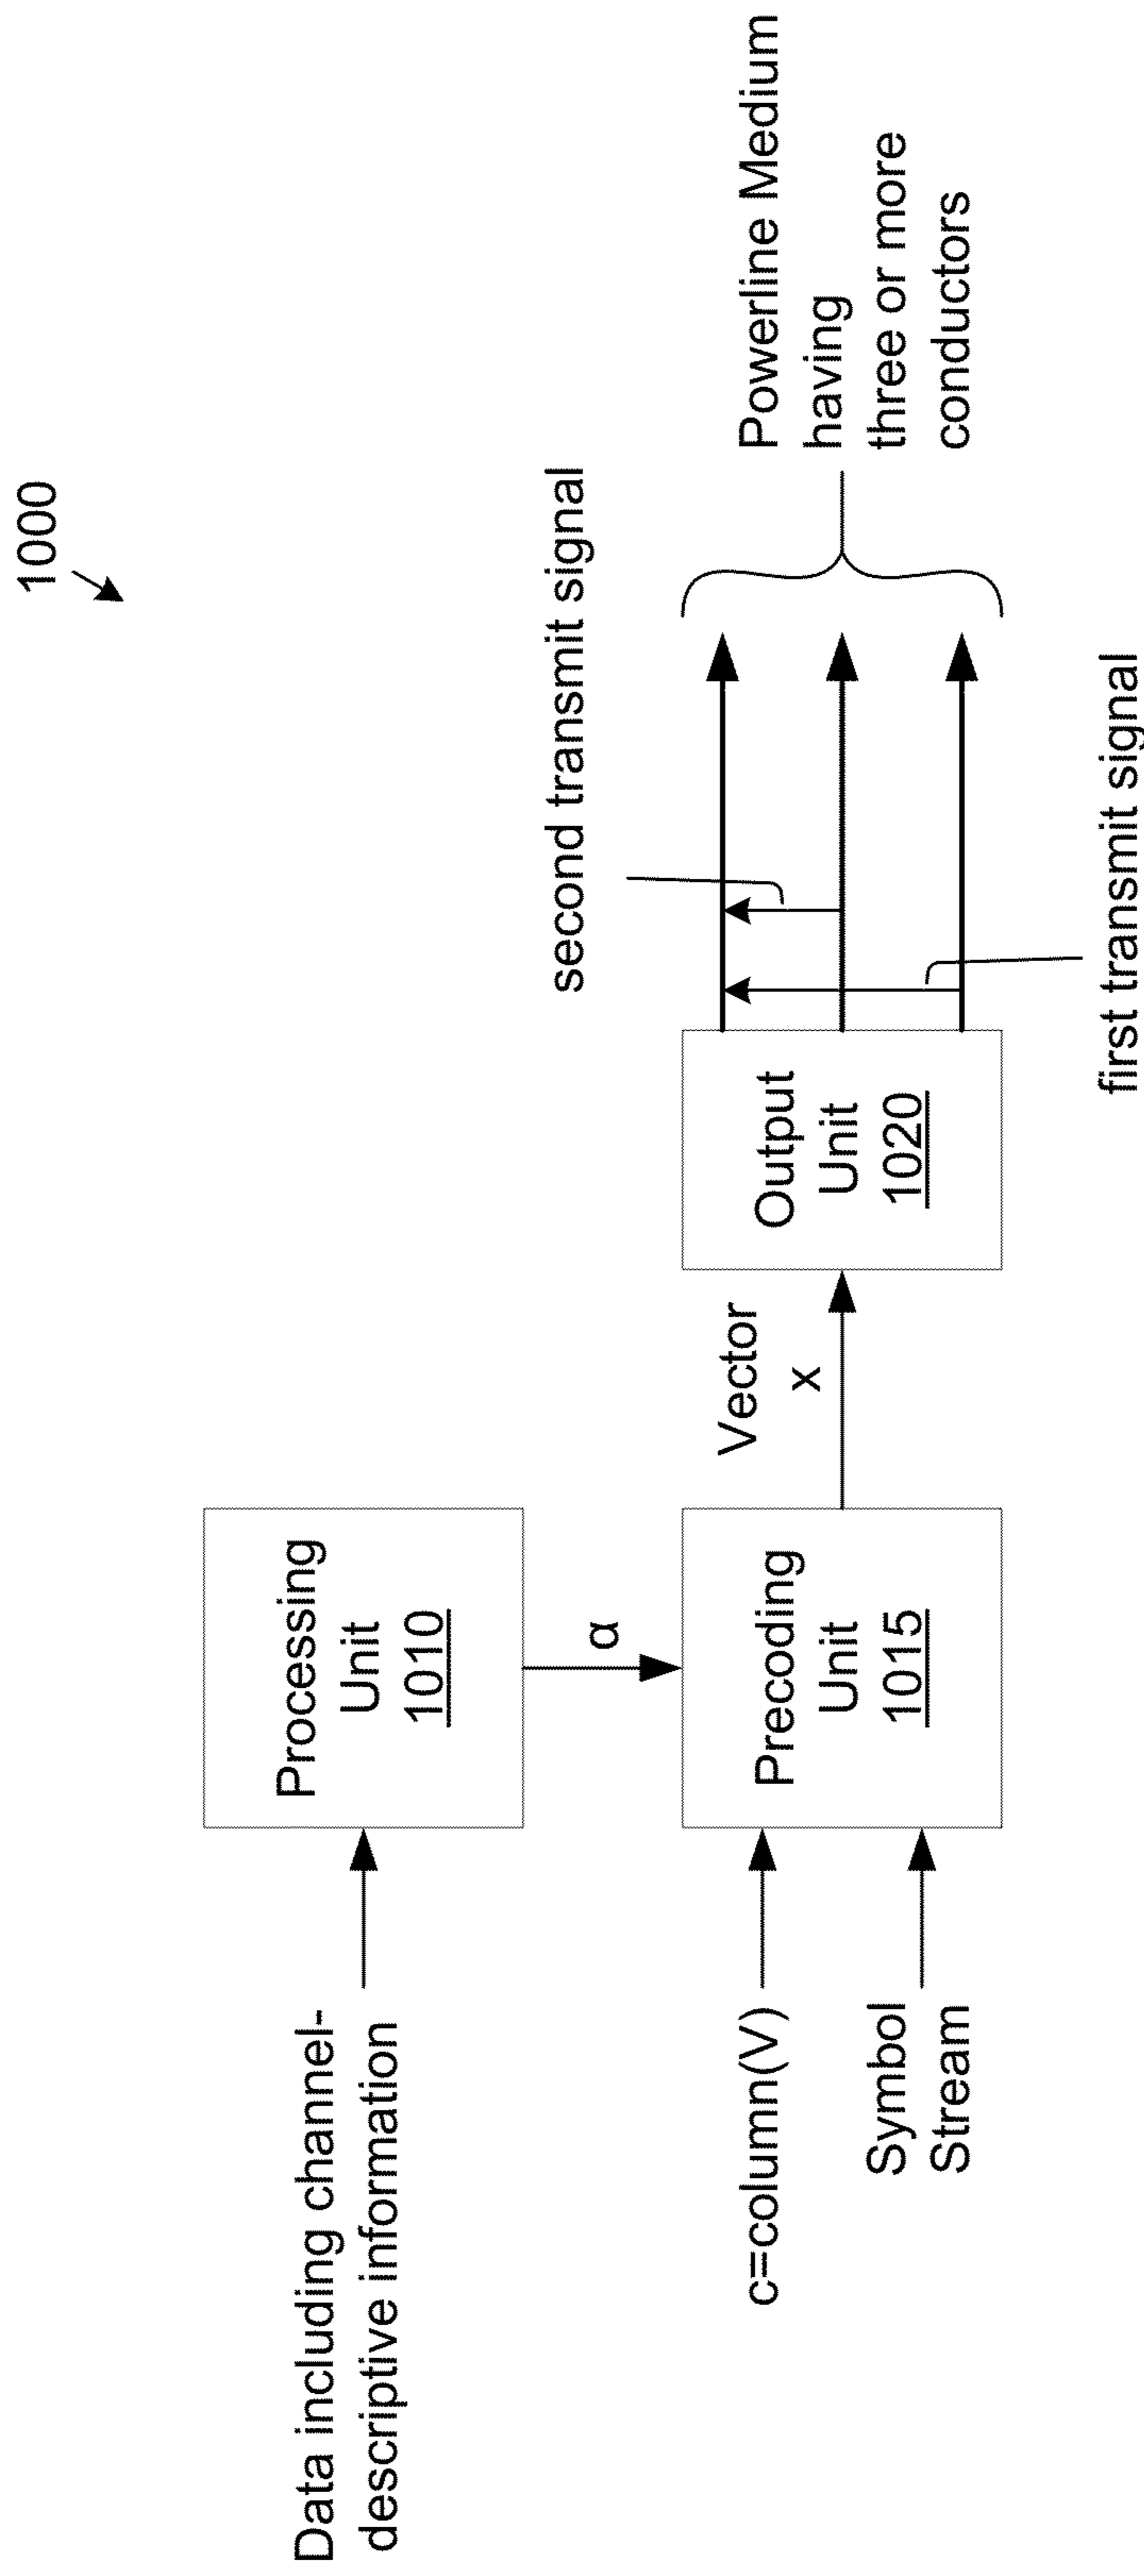 1000
Data including channel-
descriptive information
Processing
Unit
1010
α
c=column(V)
Symbol
Stream
Precoding
Unit
1015
Vector
x
Output
Unit
1020
second transmit signal
first transmit signal
Powerline Medium
having
three or more
conductors